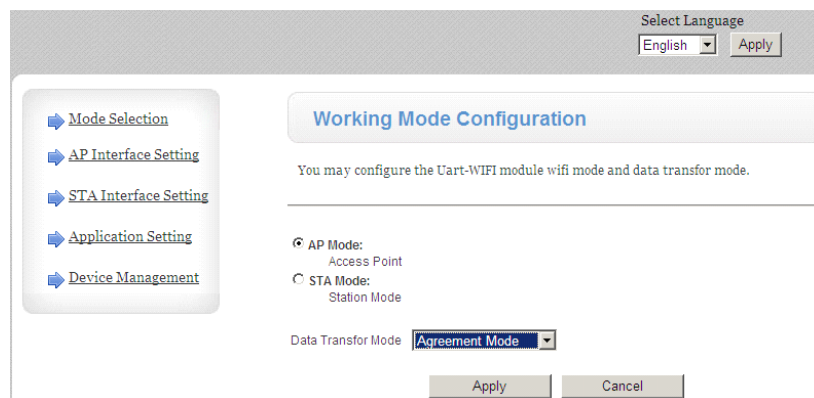 Select Language
English Apply
Mode Selection
AP Interface Setting
STA Interface Setting
Application Setting
Device Management
Working Mode Configuration
You may configure the Uart-WIFI module wifi mode and data transfor mode.
AP Mode:
Access Point
STA Mode:
Station Mode
Data Transfor Mode Agreement Mode
Apply Cancel